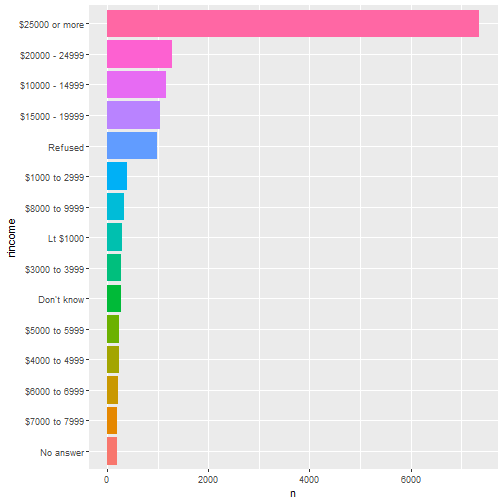 $25000 or more
$20000 - 24999
$10000 - 14999
$15000 - 19999
Refused
$1000 to 2999
$8000 to 9999
Lt $1000
$3000 to 3999
Don't know
$5000 to 5999
$4000 to 4999
$6000 to 6999
$7000 to 7999
No answer
rincome
0 2000 4000 6000
n